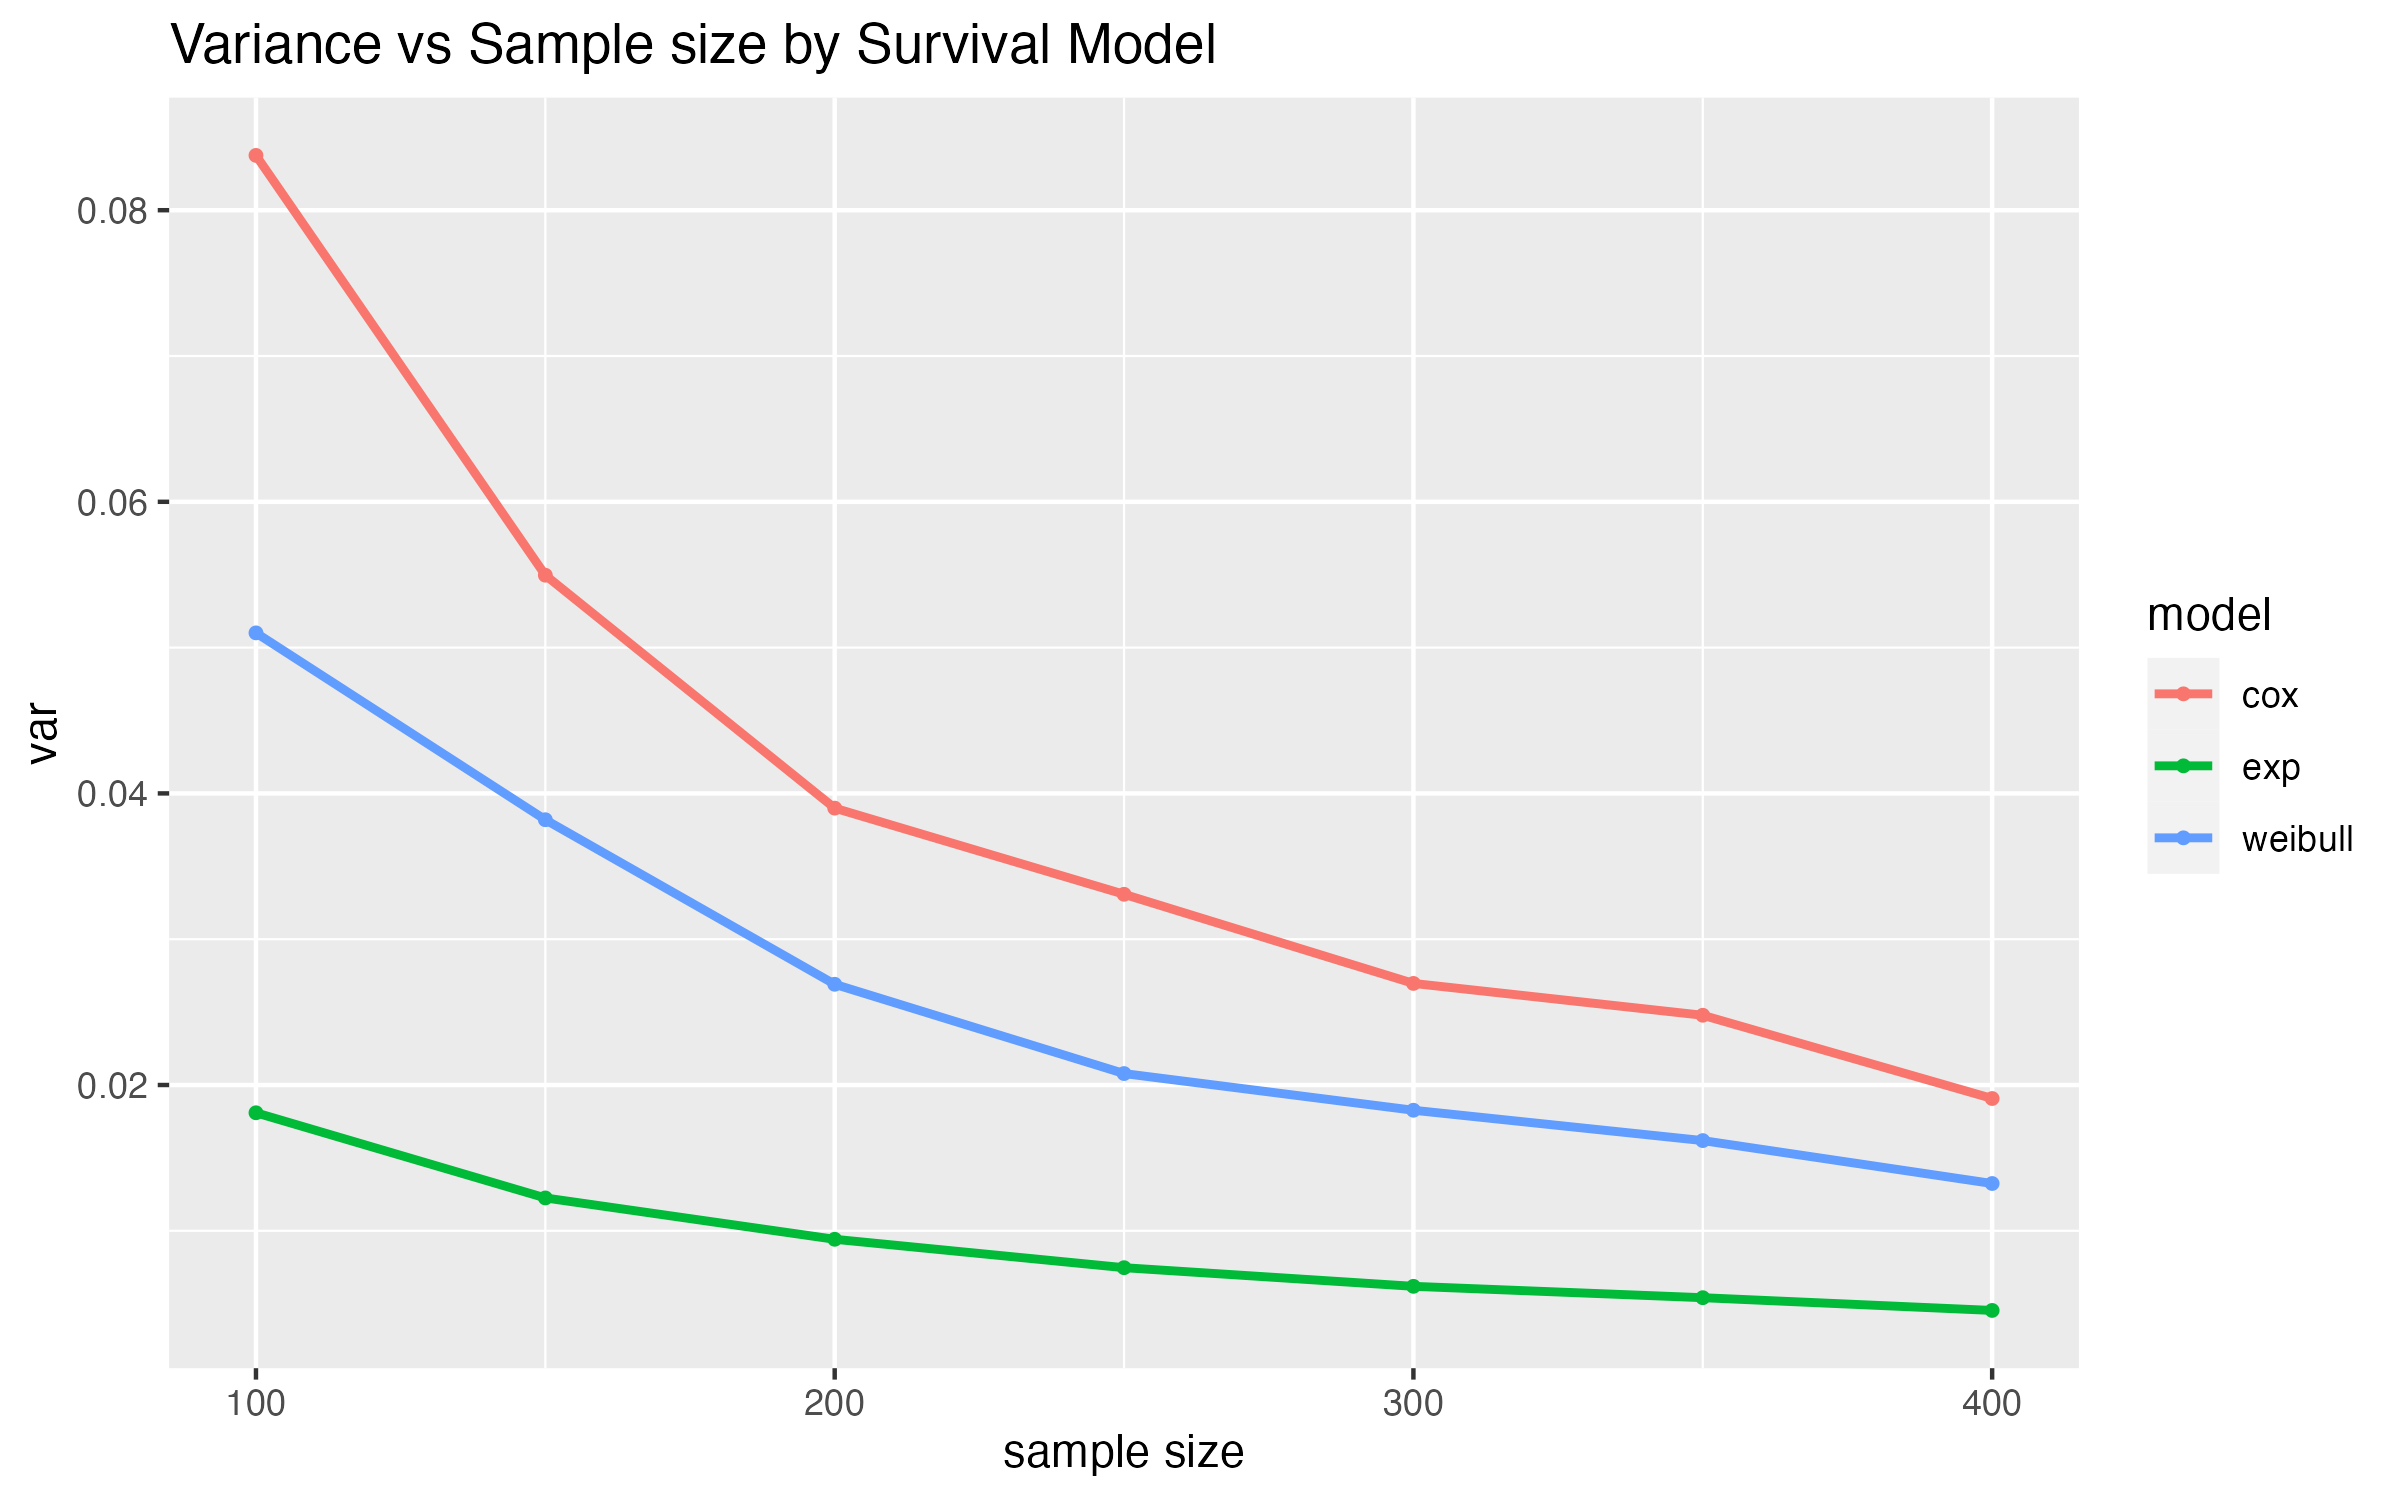 Variance vs Sample size by Survival Model
var
0.08
0.06
0.04
0.02
100 200 300 400
sample size
model
cox
exp
weibull